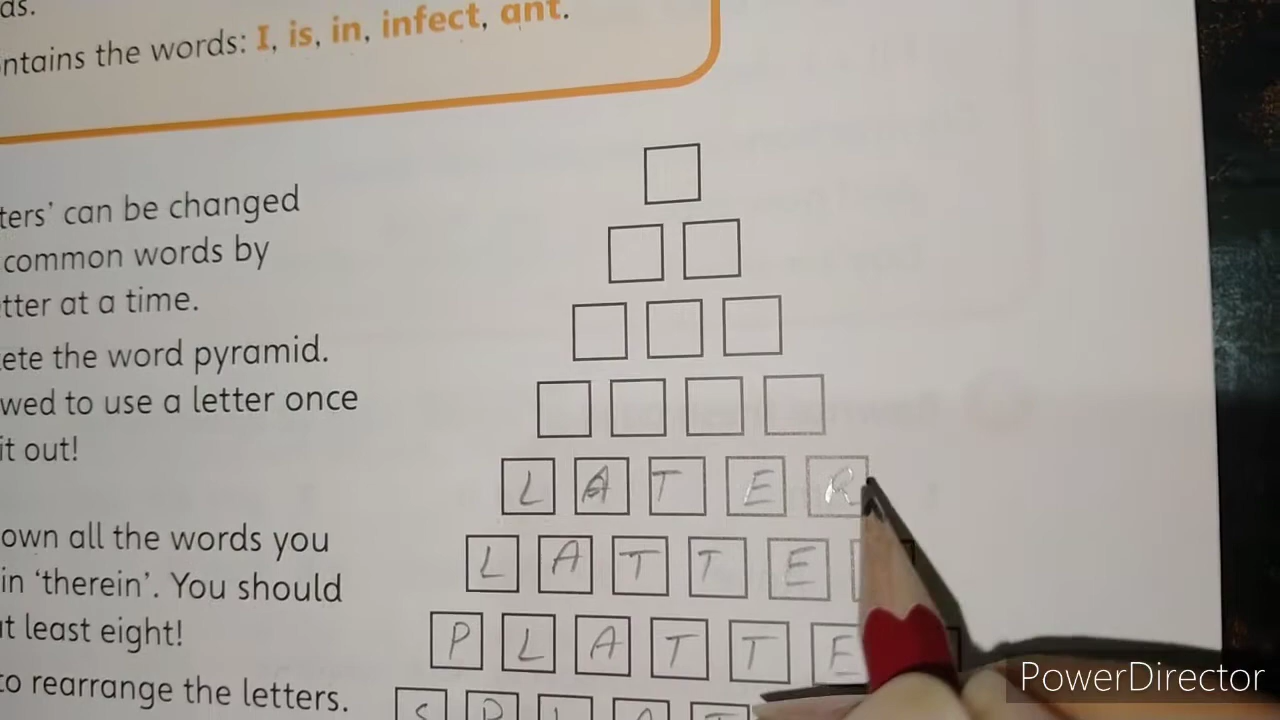 ds.
ntains the words: I, is, in, infect, ant.
ters' can be changed
common words by
tter at a time.
ete the word pyramid.
wed to use a letter once
it out!
L A T E R
L A T T E
own all the words you
in 'therein'. You should
P L A T T E
t least eight!
to rearrange the letters.
S P L A T
PowerDirector